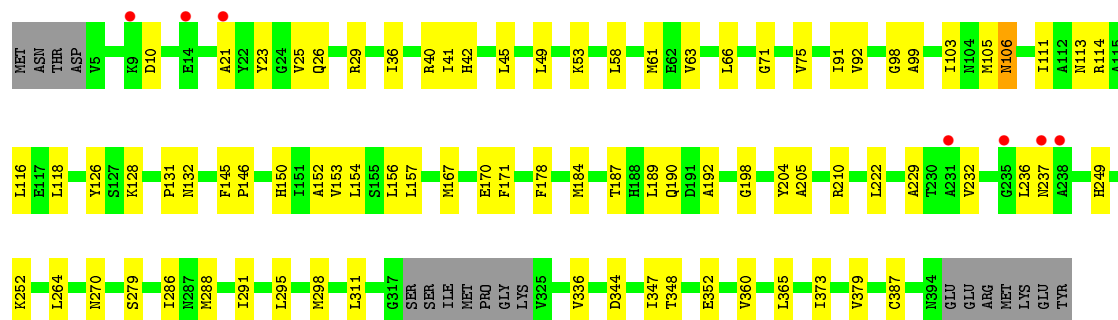 MET ASN THR ASP V5 K9 D10 E14 A21 Y22 Y23 G24 V25 Q26 R29 I36 R40 I41 H42 L45 L49 K53 L58 M61 E62 V63 L66 G71 V75 I91 V92 G98 A99 I103 N104 M105 N106 I111 A112 N113 R114 A115
L116 E117 L118 Y126 S127 K128 P131 N132 F145 P146 H150 I151 A152 V153 L154 S155 L156 L157 M167 E170 F171 F178 M184 T187 H188 L189 Q190 D191 A192 G198 Y204 A205 R210 L222 A229 T230 A231 V232 G235 L236 N237 A238 H249
K252 L264 N270 S279 I286 N287 M288 I291 L295 M298 L311 G317 SER SER ILE MET PRO GLY LYS V325 V336 D344 I347 T348 E352 V360 L365 I373 V379 C387 N394 GLU GLU ARG MET LYS GLU TYR